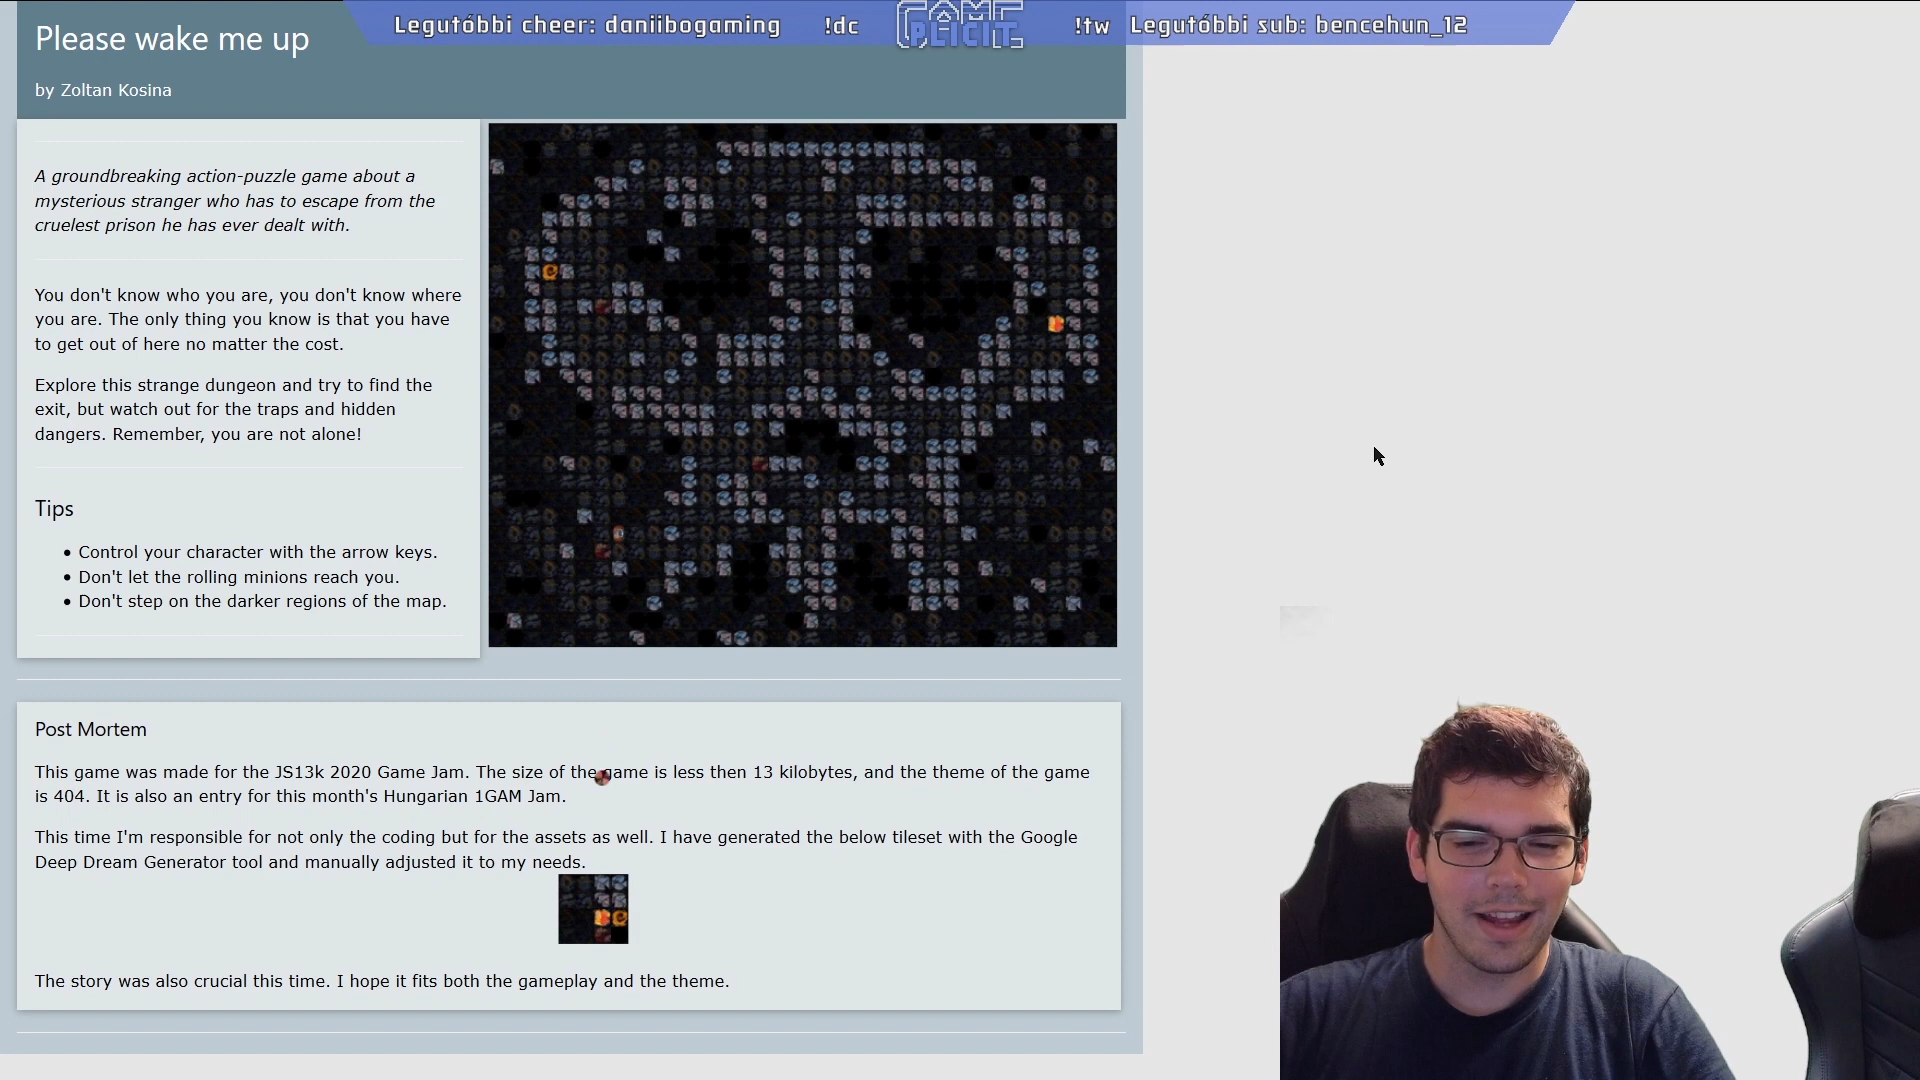 Legutóbbi cheer: daniibogaming
!dc
GAME
PLICIT
!tw
Legutóbbi sub: bencehun_12
Please wake me up
by Zoltan Kosina
A groundbreaking action-puzzle game about a
mysterious stranger who has to escape from the
cruelest prison he has ever dealt with.
You don't know who you are, you don't know where
you are. The only thing you know is that you have
to get out of here no matter the cost.
Explore this strange dungeon and try to find the
exit, but watch out for the traps and hidden
dangers. Remember, you are not alone!
Tips
• Control your character with the arrow keys.
• Don't let the rolling minions reach you.
• Don't step on the darker regions of the map.
Post Mortem
This game was made for the JS13k 2020 Game Jam. The size of the game is less then 13 kilobytes, and the theme of the game
is 404. It is also an entry for this month's Hungarian 1GAM Jam.
This time I'm responsible for not only the coding but for the assets as well. I have generated the below tileset with the Google
Deep Dream Generator tool and manually adjusted it to my needs.
The story was also crucial this time. I hope it fits both the gameplay and the theme.